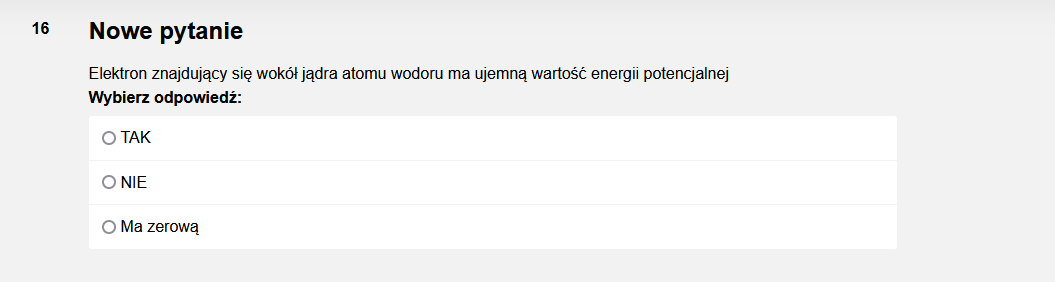 16
Nowe pytanie
Elektron znajdujący się wokół jądra atomu wodoru ma ujemną wartość energii potencjalnej
Wybierz odpowiedź:
TAK
NIE
Ma zerową